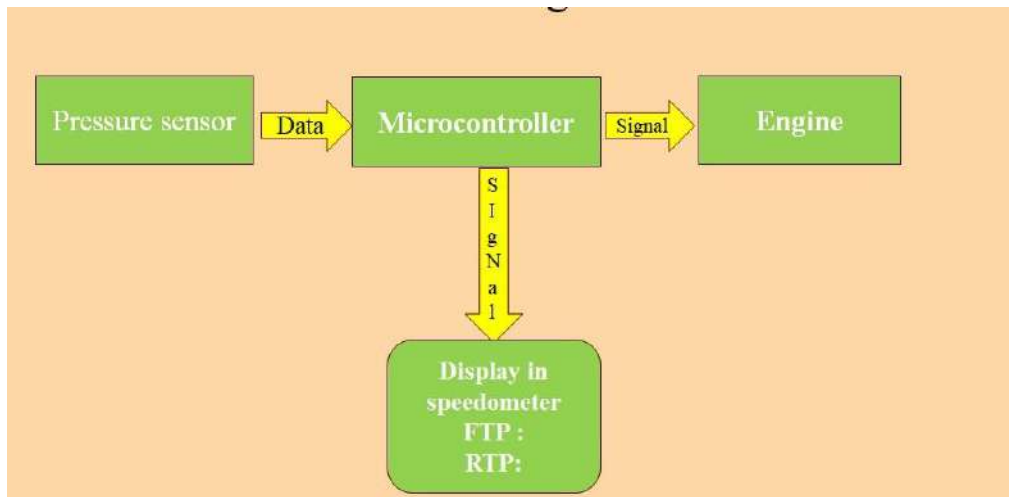 Pressure sensor
Data
Microcontroller
Signal
Engine
S
I
g
N
a
l
Display in
speedometer
FTP :
RTP: